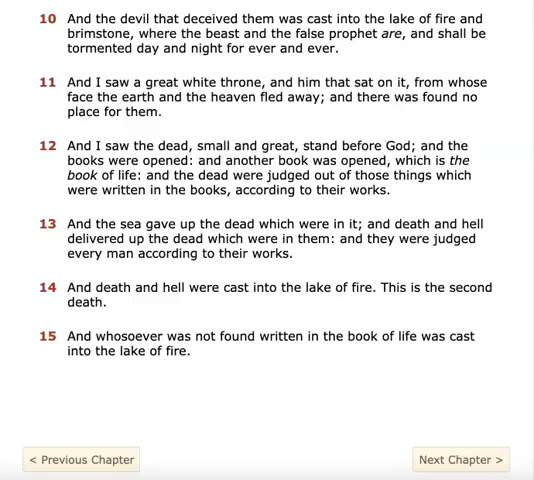 10 And the devil that deceived them was cast into the lake of fire and
brimstone, where the beast and the false prophet are, and shall be
tormented day and night for ever and ever.
11 And I saw a great white throne, and him that sat on it, from whose
face the earth and the heaven fled away; and there was found no
place for them.
12 And I saw the dead, small and great, stand before God; and the
books were opened: and another book was opened, which is the
book of life: and the dead were judged out of those things which
were written in the books, according to their works.
13 And the sea gave up the dead which were in it; and death and hell
delivered up the dead which were in them: and they were judged
every man according to their works.
14 And death and hell were cast into the lake of fire. This is the second
death.
15 And whosoever was not found written in the book of life was cast
into the lake of fire.
< Previous Chapter
Next Chapter >